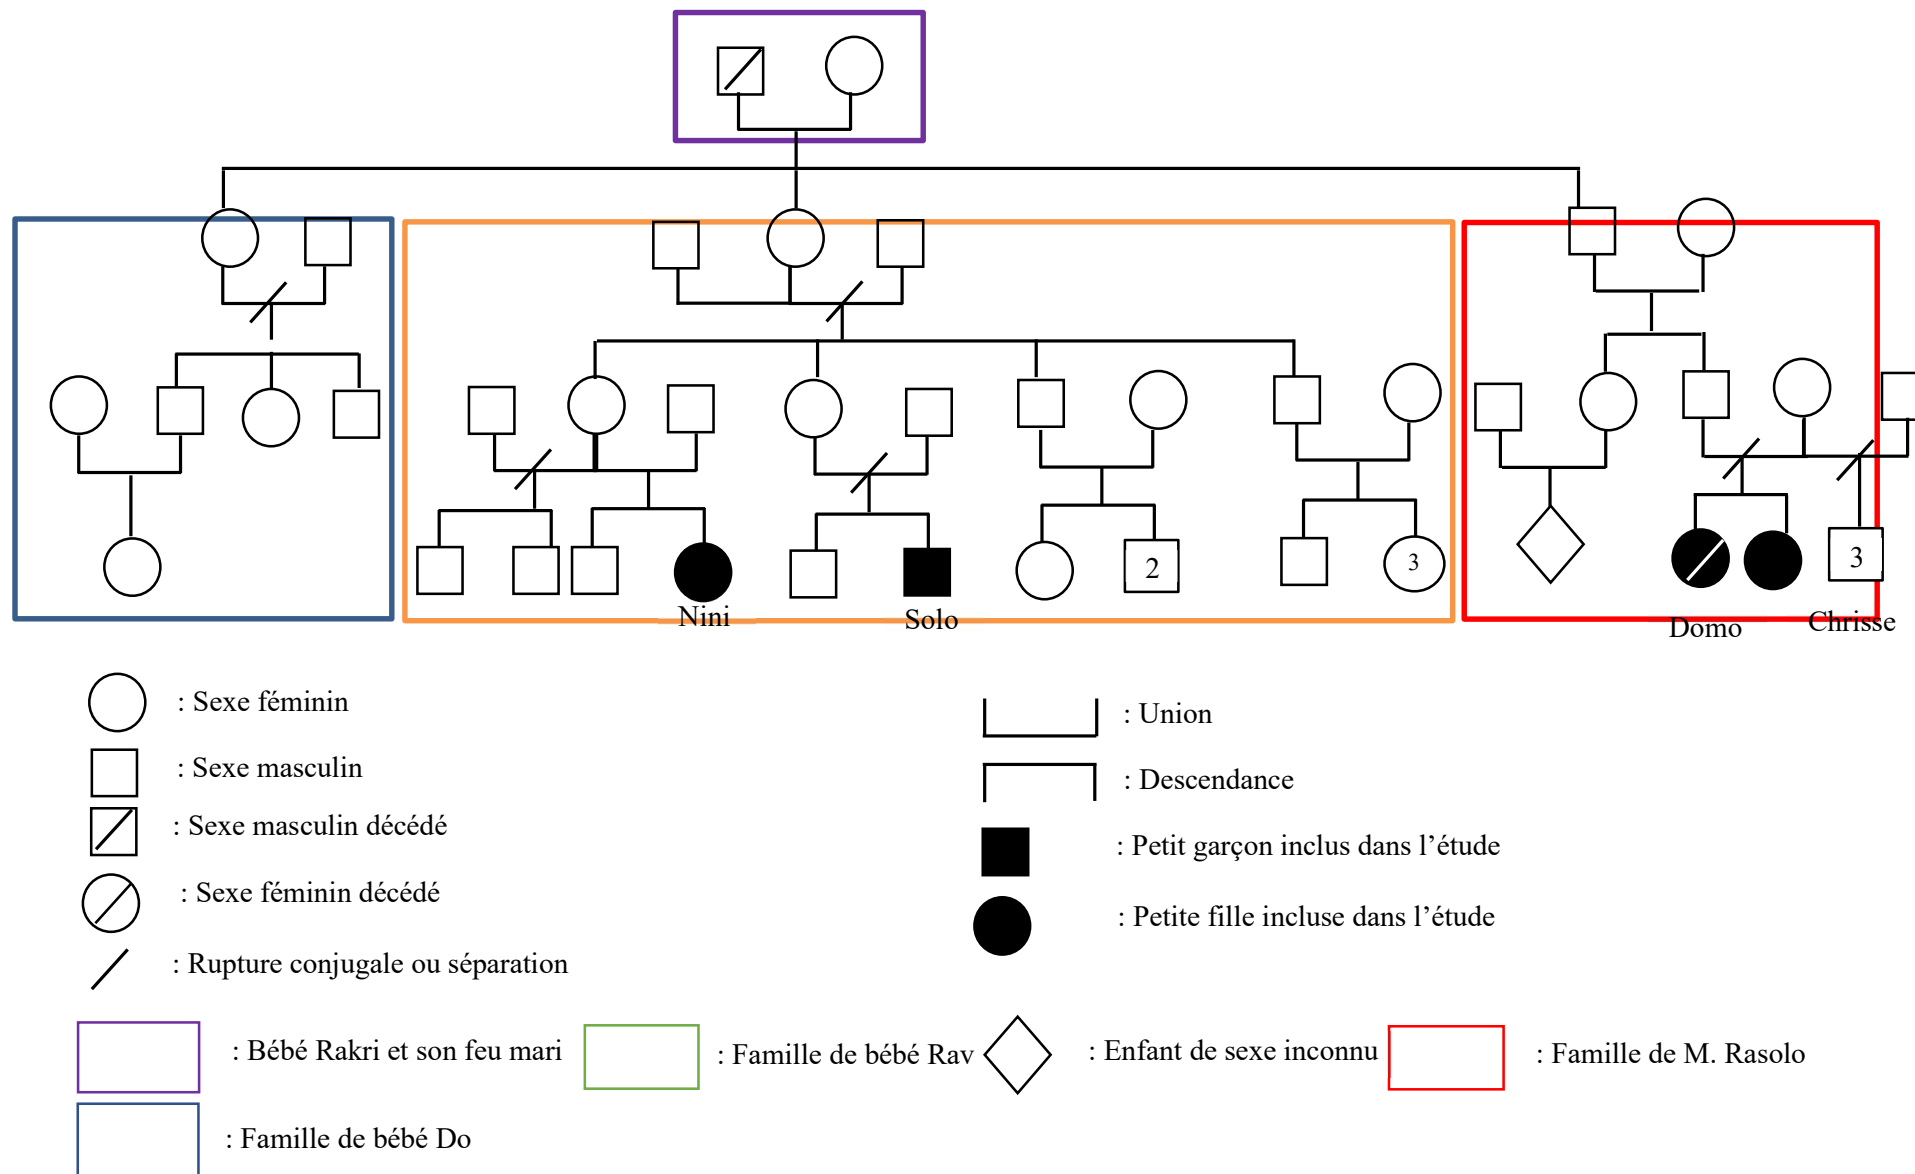 2
3
3
Nini
Solo
Domo
Chrisse
: Sexe féminin
: Union
: Sexe masculin
: Descendance
: Sexe masculin décédé
: Petit garçon inclus dans l’étude
: Sexe féminin décédé
: Petite fille incluse dans l’étude
: Rupture conjugale ou séparation
: Bébé Rakri et son feu mari
: Famille de bébé Rav
: Enfant de sexe inconnu
: Famille de M. Rasolo
: Famille de bébé Do